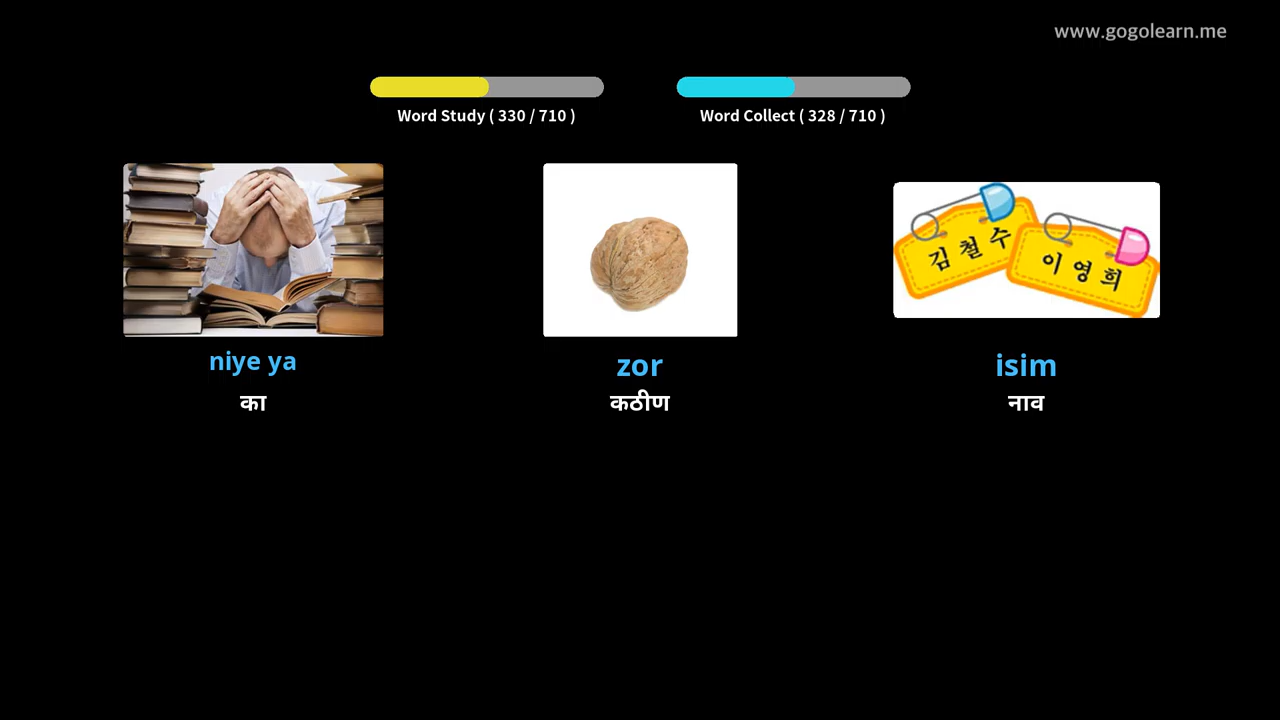 www.gogolearn.me
Word Study ( 330 / 710 )
Word Collect ( 328 / 710 )
김철수
이영희
niye ya
zor
isim
का
कठीण
नाव